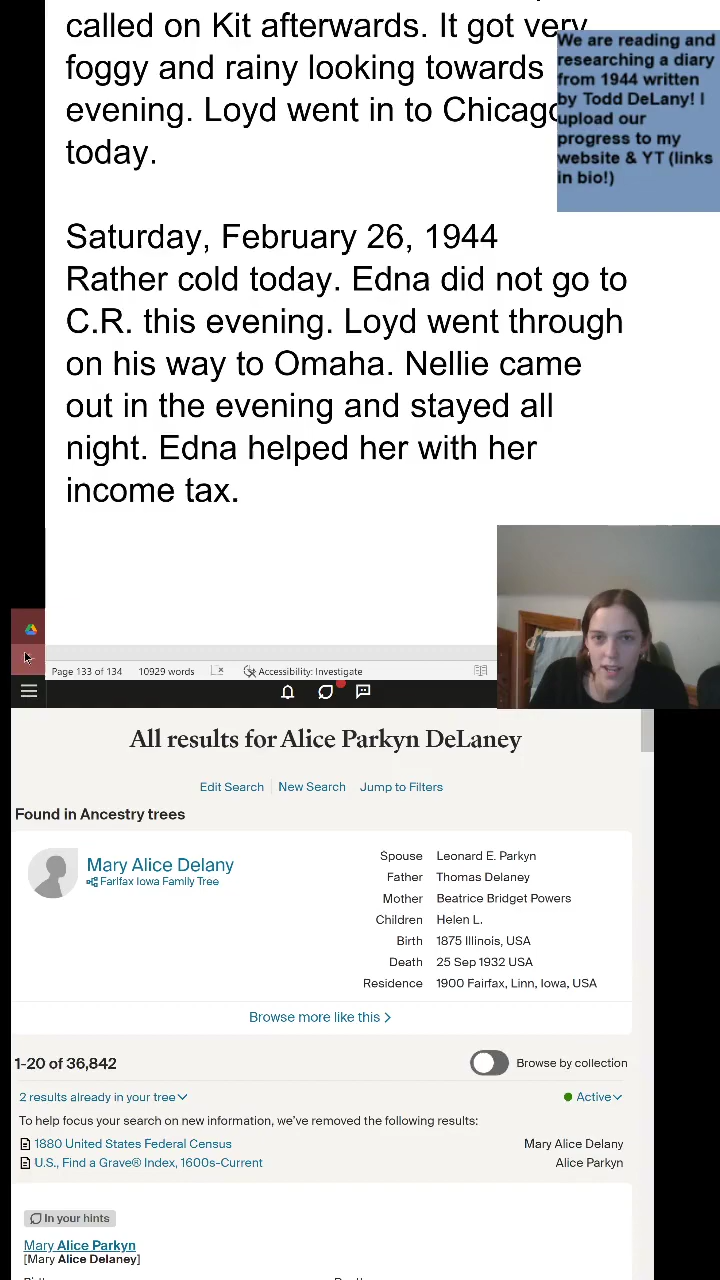 called on Kit afterwards. It got very
foggy and rainy looking towards
evening. Loyd went in to Chicago
today.
We are reading and
researching a diary
from 1944 written
by Todd DeLany! I
upload our
progress to my
website & YT (links
in bio!)
Saturday, February 26, 1944
Rather cold today. Edna did not go to
C.R. this evening. Loyd went through
on his way to Omaha. Nellie came
out in the evening and stayed all
night. Edna helped her with her
income tax.
Page 133 of 134 10929 words Accessibility: Investigate
All results for Alice Parkyn DeLaney
Edit Search New Search Jump to Filters
Found in Ancestry trees
Mary Alice Delany
Farifax Iowa Family Tree
Spouse Leonard E. Parkyn
Father Thomas Delaney
Mother Beatrice Bridget Powers
Children Helen L.
Birth 1875 Illinois, USA
Death 25 Sep 1932 USA
Residence 1900 Fairfax, Linn, Iowa, USA
Browse more like this >
1-20 of 36,842 Browse by collection
2 results already in your tree Active
To help focus your search on new information, we've removed the following results:
1880 United States Federal Census Mary Alice Delany
U.S., Find a Grave® Index, 1600s-Current Alice Parkyn
In your hints
Mary Alice Parkyn
[Mary Alice Delaney]